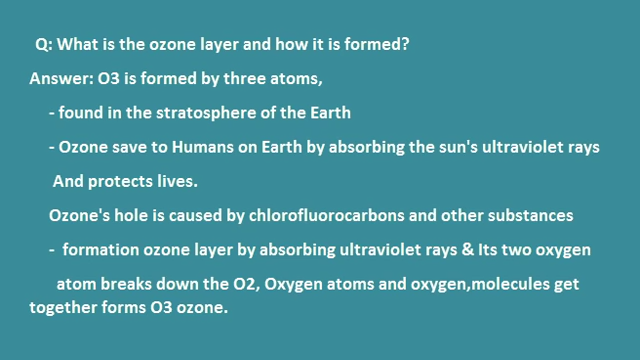 Q: What is the ozone layer and how it is formed?
Answer: O3 is formed by three atoms,
- found in the stratosphere of the Earth
- Ozone save to Humans on Earth by absorbing the sun's ultraviolet rays
And protects lives.
Ozone's hole is caused by chlorofluorocarbons and other substances
- formation ozone layer by absorbing ultraviolet rays & Its two oxygen
atom breaks down the O2, Oxygen atoms and oxygen,molecules get
together forms O3 ozone.